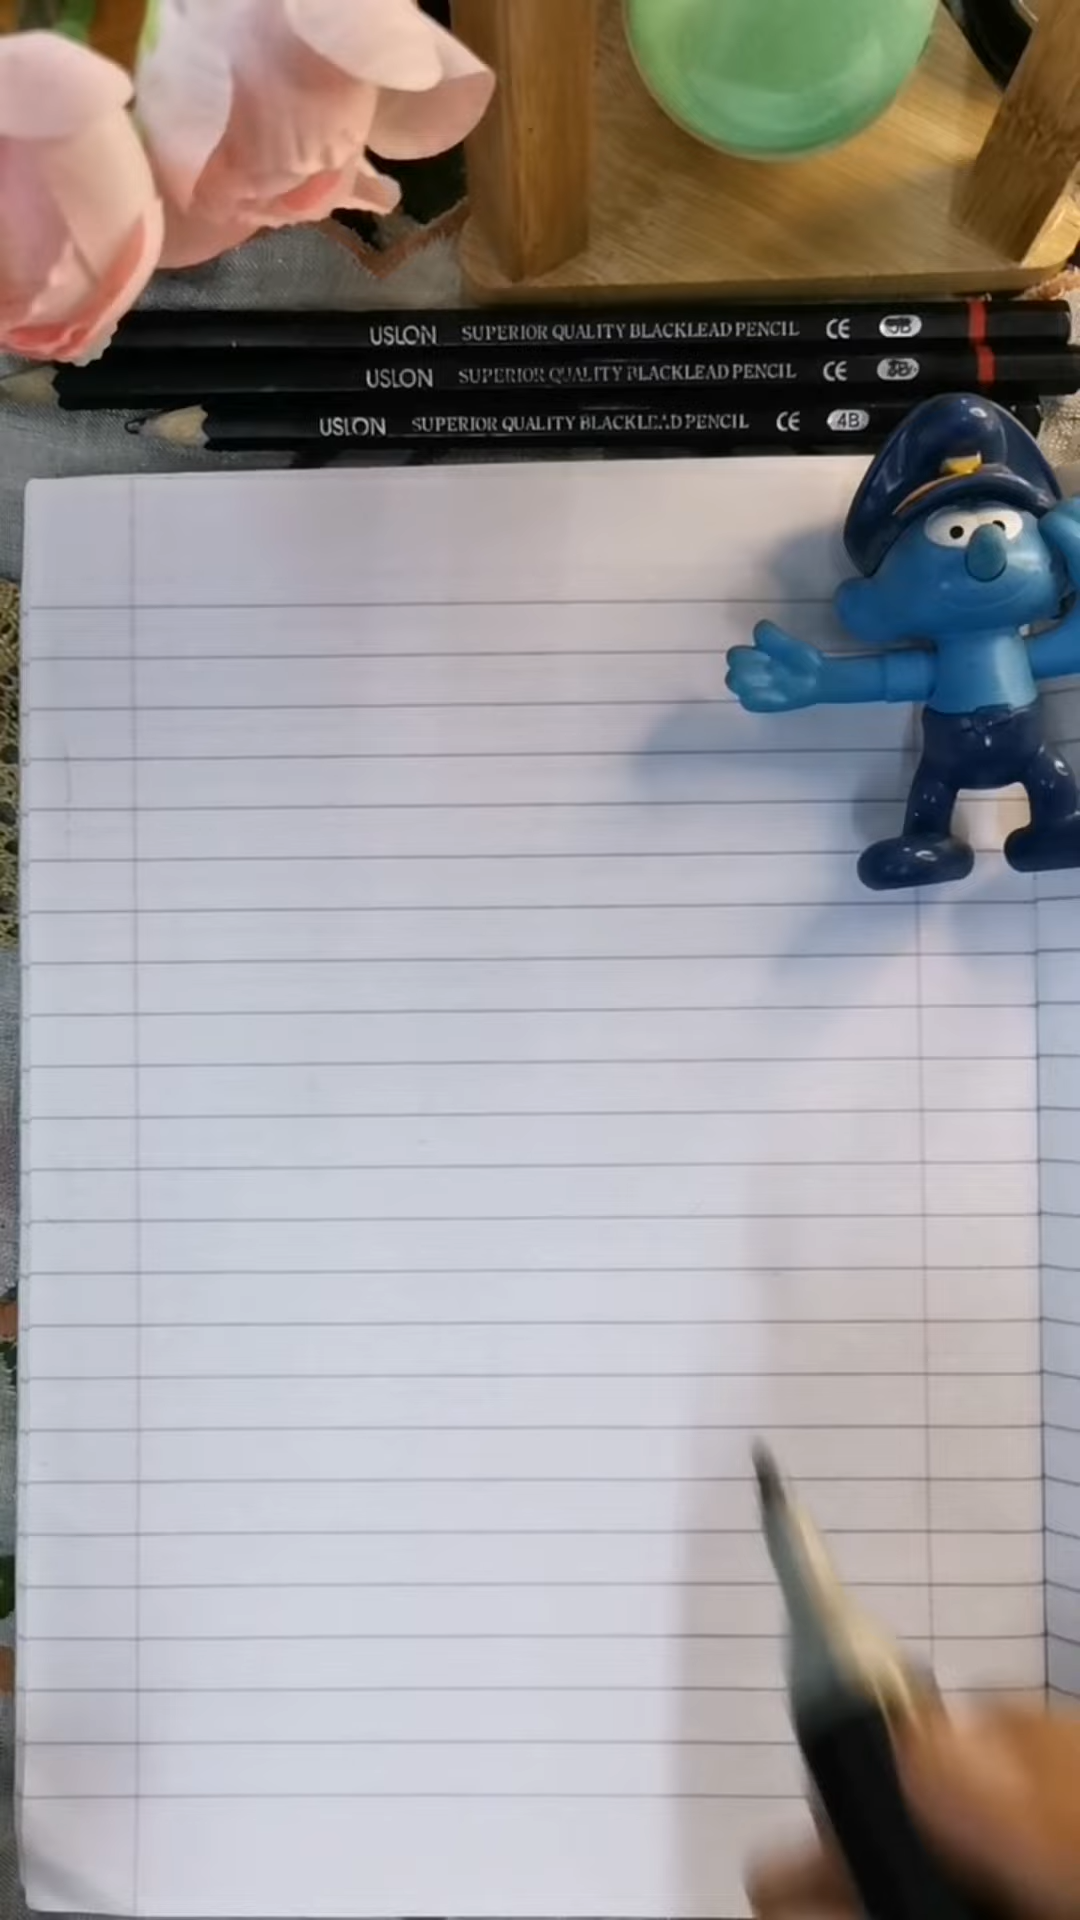 USLON SUPERIOR QUALITY BLACKLEAD PENCIL CE
USLON SUPERIOR QUALITY BLACKLEAD PENCIL CE
USLON SUPERIOR QUALITY BLACKLEAD PENCIL CE 4B